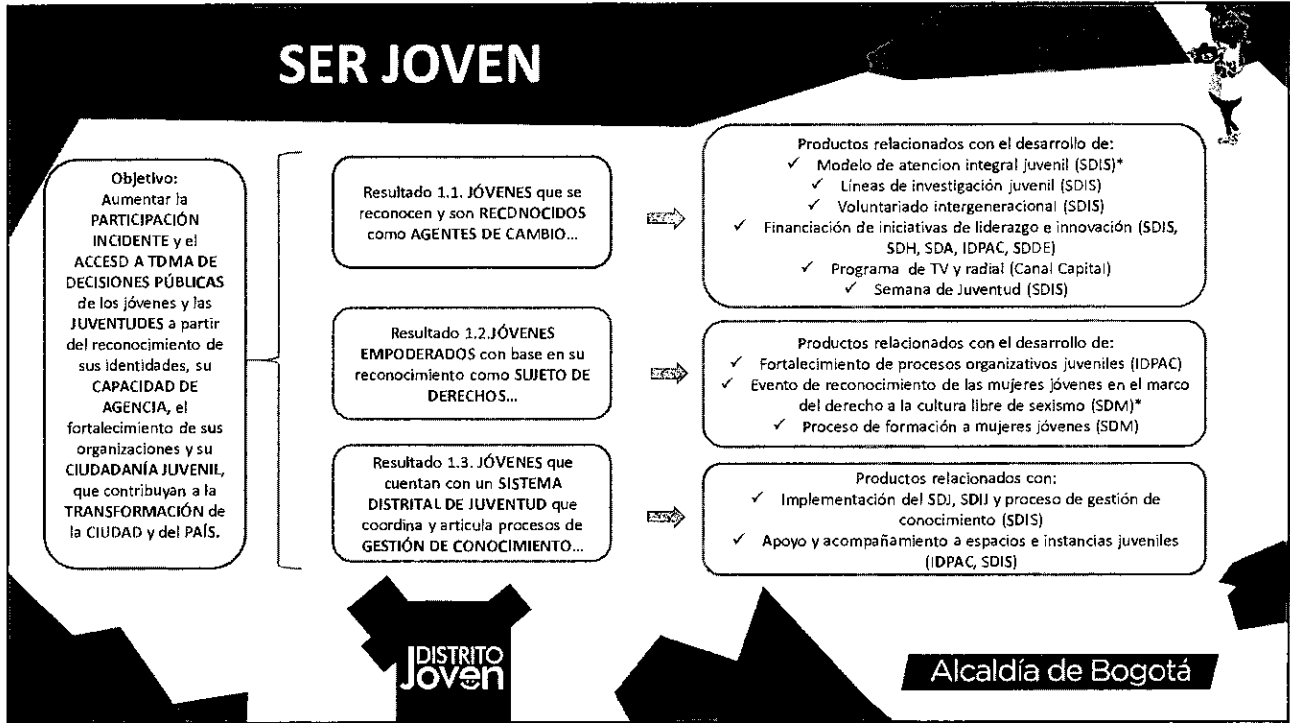 SER JOVEN
Objetivo:
Aumentar la
PARTICIPACIÓN
INCIDENTE y el
ACCESD A TDMA DE
DECISIONES PÚBLICAS
de los jóvenes y las
JUVENTUDES a partir
del reconocimiento de
sus identidades, su
CAPACIDAD DE
AGENCIA, el
fortalecimiento de sus
organizaciones y su
CIUDADANÍA JUVENIL,
que contribuyan a la
TRANSFORMACIÓN de
la CIUDAD y del PAÍS.
Resultado 1.1. JÓVENES que se
reconocen y son RECDNOCIDOS
como AGENTES DE CAMBIO...
Productos relacionados con el desarrollo de:
✓ Modelo de atencion integral juvenil (SDIS)*
✓ Líneas de investigación juvenil (SDIS)
✓ Voluntariado intergeneracional (SDIS)
✓ Financiación de iniciativas de liderazgo e innovación (SDIS,
SDH, SDA, IDPAC, SDDE)
✓ Programa de TV y radial (Canal Capital)
✓ Semana de Juventud (SDIS)
Resultado 1.2.JÓVENES
EMPODERADOS con base en su
reconocimiento como SUJETO DE
DERECHOS...
Productos relacionados con el desarrollo de:
✓ Fortalecimiento de procesos organizativos juveniles (IDPAC)
✓ Evento de reconocimiento de las mujeres jóvenes en el marco
del derecho a la cultura libre de sexismo (SDM)*
✓ Proceso de formación a mujeres jóvenes (SDM)
Resultado 1.3. JÓVENES que
cuentan con un SISTEMA
DISTRITAL DE JUVENTUD que
coordina y articula procesos de
GESTIÓN DE CONOCIMIENTO...
Productos relacionados con:
✓ Implementación del SDJ, SDIJ y proceso de gestión de
conocimiento (SDIS)
✓ Apoyo y acompañamiento a espacios e instancias juveniles
(IDPAC, SDIS)
DISTRITO
Joven
Alcaldía de Bogotá